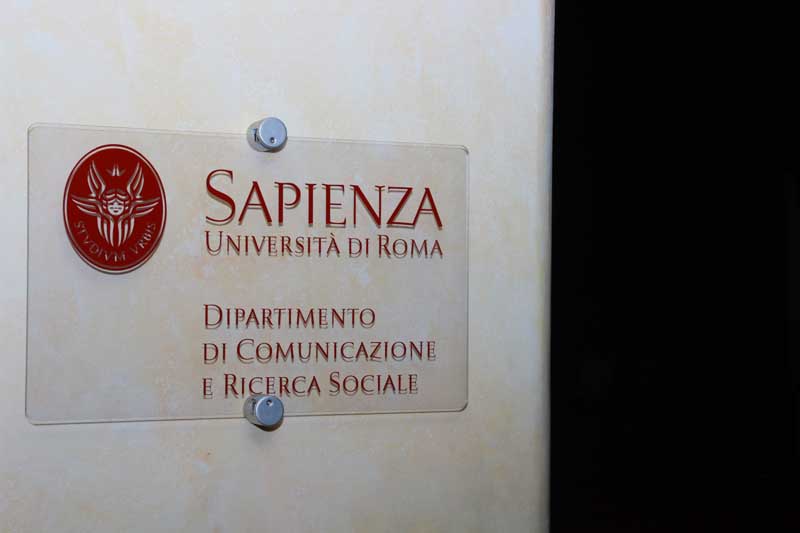 STVDIVM VRBIS
SAPIENZA
UNIVERSITÀ DI ROMA
DIPARTIMENTO
DI COMUNICAZIONE
E RICERCA SOCIALE